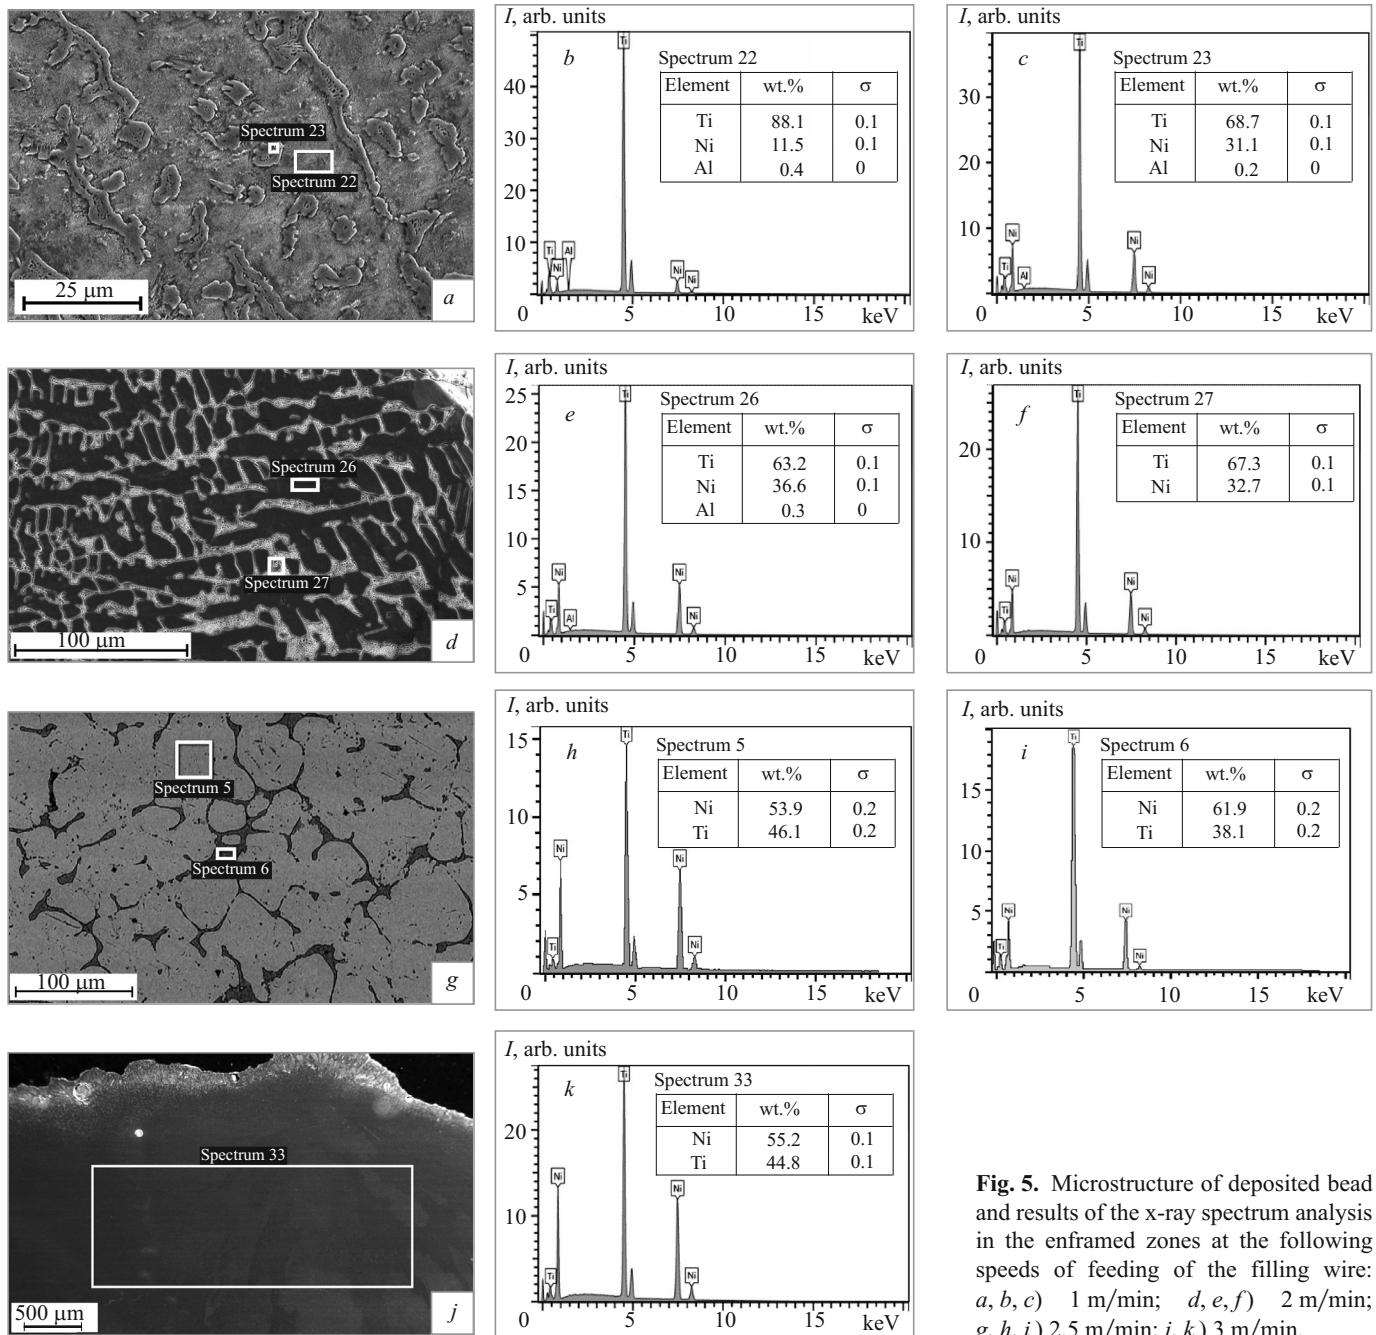 Spectrum 23
Spectrum 22
25 μm
a
I, arb. units
b
Spectrum 22
Element wt.% σ
Ti 88.1 0.1
Ni 11.5 0.1
Al 0.4 0
40
30
20
10
Ti
Ti
Al
Ni
Ni
Ni
0 5 10 15 keV
I, arb. units
c
Spectrum 23
Element wt.% σ
Ti 68.7 0.1
Ni 31.1 0.1
Al 0.2 0
30
20
10
Ti
Ni
Ti
Al
Ni
Ni
0 5 10 15 keV
Spectrum 26
Spectrum 27
100 μm
d
I, arb. units
e
Spectrum 26
Element wt.% σ
Ti 63.2 0.1
Ni 36.6 0.1
Al 0.3 0
25
20
15
10
5
Ti
Ni
Ti
Al
Ni
Ni
0 5 10 15 keV
I, arb. units
f
Spectrum 27
Element wt.% σ
Ti 67.3 0.1
Ni 32.7 0.1
20
10
Ti
Ni
Ti
Ni
Ni
0 5 10 15 keV
Spectrum 5
Spectrum 6
100 μm
g
I, arb. units
h
Spectrum 5
Element wt.% σ
Ni 53.9 0.2
Ti 46.1 0.2
15
10
5
Ti
Ni
Ti
Ni
Ni
0 5 10 15 keV
I, arb. units
i
Spectrum 6
Element wt.% σ
Ni 61.9 0.2
Ti 38.1 0.2
15
10
5
Ti
Ni
Ti
Ni
Ni
0 5 10 15 keV
Spectrum 33
500 μm
j
I, arb. units
k
Spectrum 33
Element wt.% σ
Ni 55.2 0.1
Ti 44.8 0.1
20
10
Ti
Ni
Ti
Ni
Ni
0 5 10 15 keV
Fig. 5. Microstructure of deposited bead
and results of the x-ray spectrum analysis
in the enframed zones at the following
speeds of feeding of the filling wire:
a, b, c) 1 m/min; d, e, f) 2 m/min;
g, h, i) 2.5 m/min; j, k) 3 m/min.